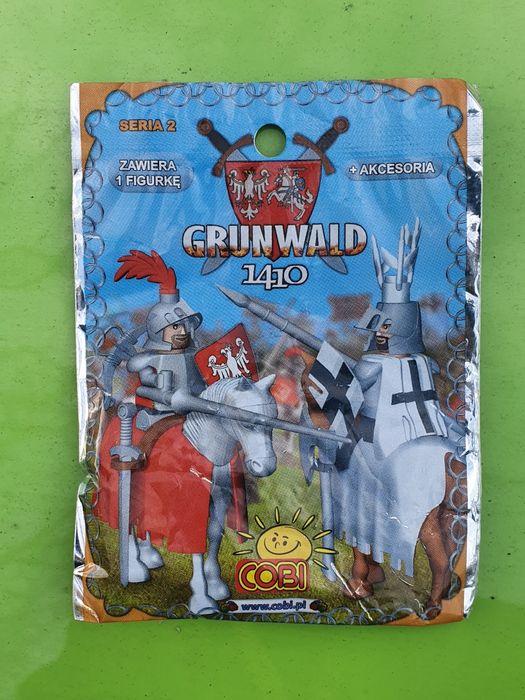 SERIA 2
ZAWIERA
1 FIGURKĘ
+ AKCESORIA
GRUNWALD
1410
COBI
www.cobi.pl